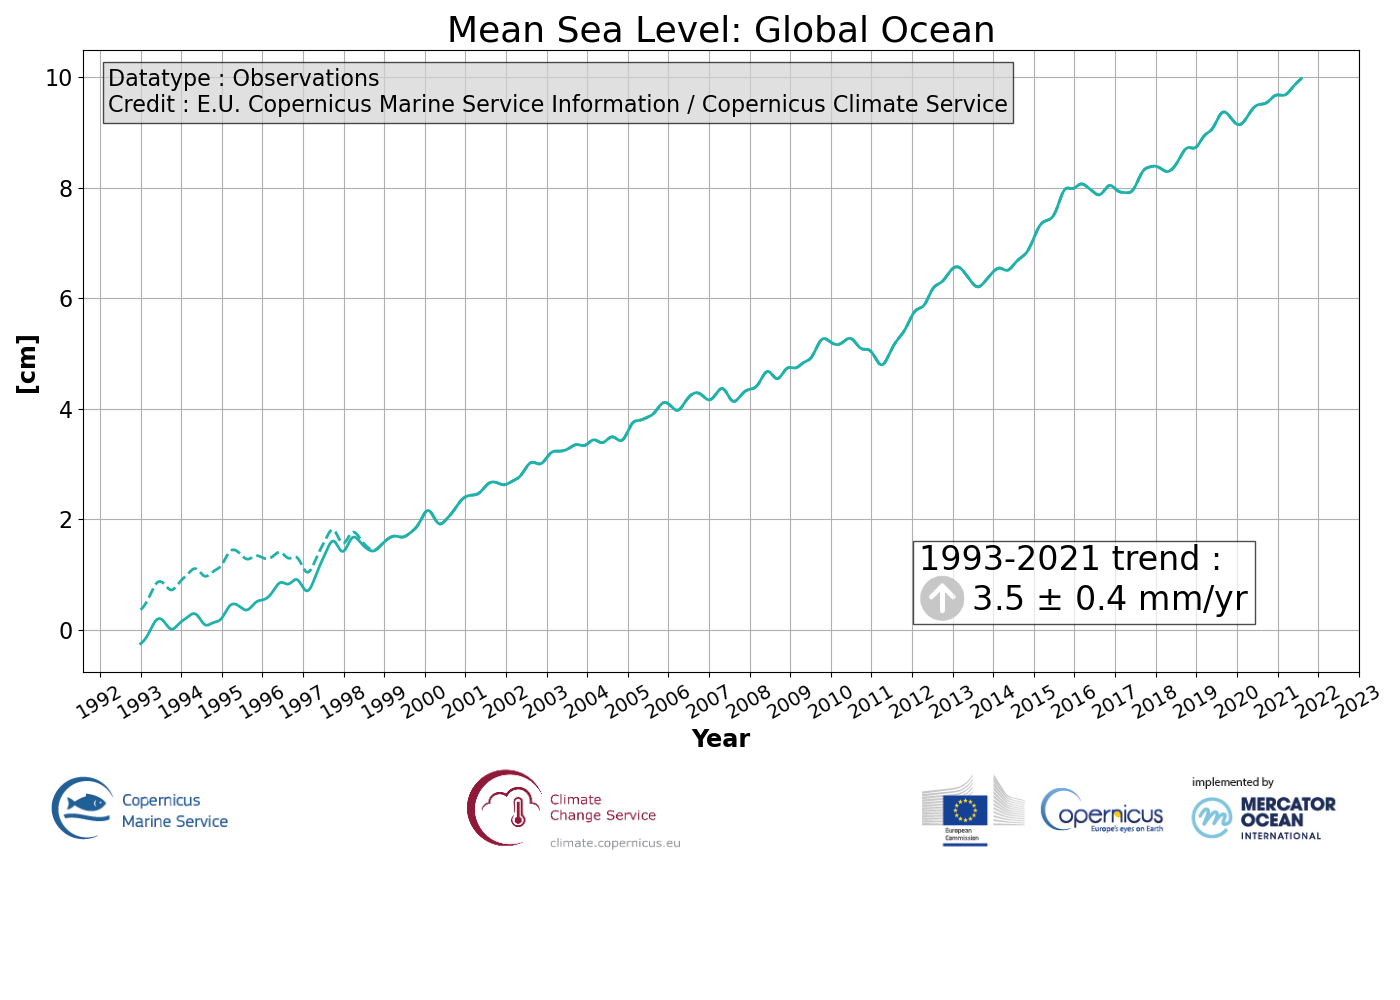 Mean Sea Level: Global Ocean
Datatype : Observations
Credit : E.U. Copernicus Marine Service Information / Copernicus Climate Service
10
8
6
4
2
0
[cm]
1993-2021 trend :
3.5 ± 0.4 mm/yr
1992 1993 1994 1995 1996 1997 1998 1999 2000 2001 2002 2003 2004 2005 2006 2007 2008 2009 2010 2011 2012 2013 2014 2015 2016 2017 2018 2019 2020 2021 2022 2023
Year
Copernicus
Marine Service
Climate
Change Service
climate.copernicus.eu
European
Commission
opernicus
Europe's eyes on Earth
implemented by
MERCATOR
OCEAN
INTERNATIONAL